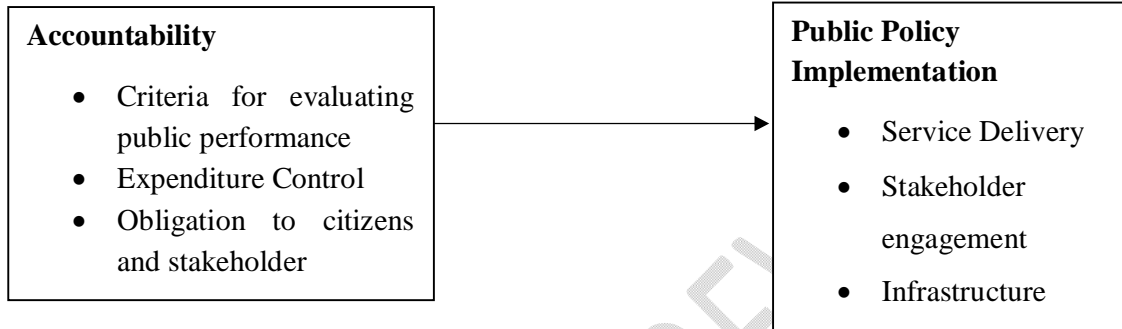 Accountability
• Criteria for evaluating
public performance
• Expenditure Control
• Obligation to citizens
and stakeholder
Public Policy
Implementation
• Service Delivery
• Stakeholder
engagement
• Infrastructure